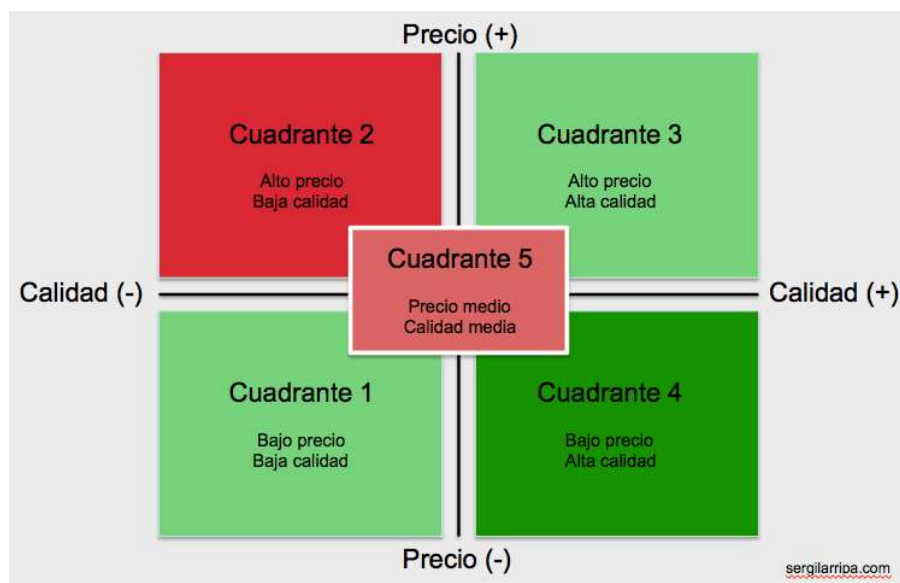 Precio (+)
Cuadrante 2
Alto precio
Baja calidad
Cuadrante 3
Alto precio
Alta calidad
Calidad (-)
Cuadrante 5
Precio medio
Calidad media
Calidad (+)
Cuadrante 1
Bajo precio
Baja calidad
Cuadrante 4
Bajo precio
Alta calidad
Precio (-)
sergilarripa.com